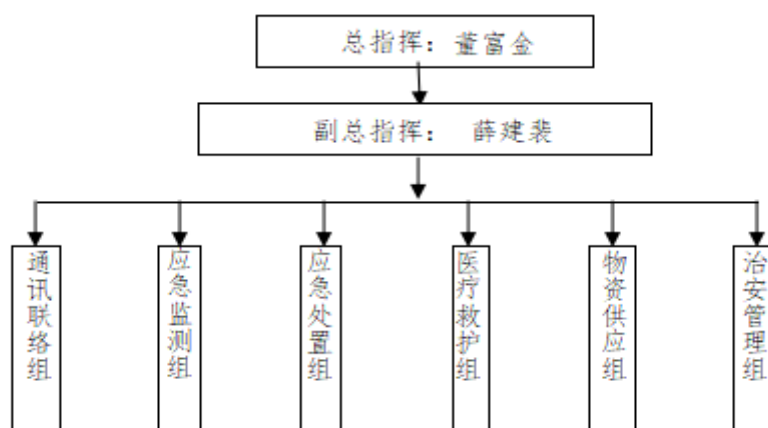 总指挥：董富金
副总指挥： 薛建裴
通讯联络组
应急监测组
应急处置组
医疗救护组
物资供应组
治安管理组